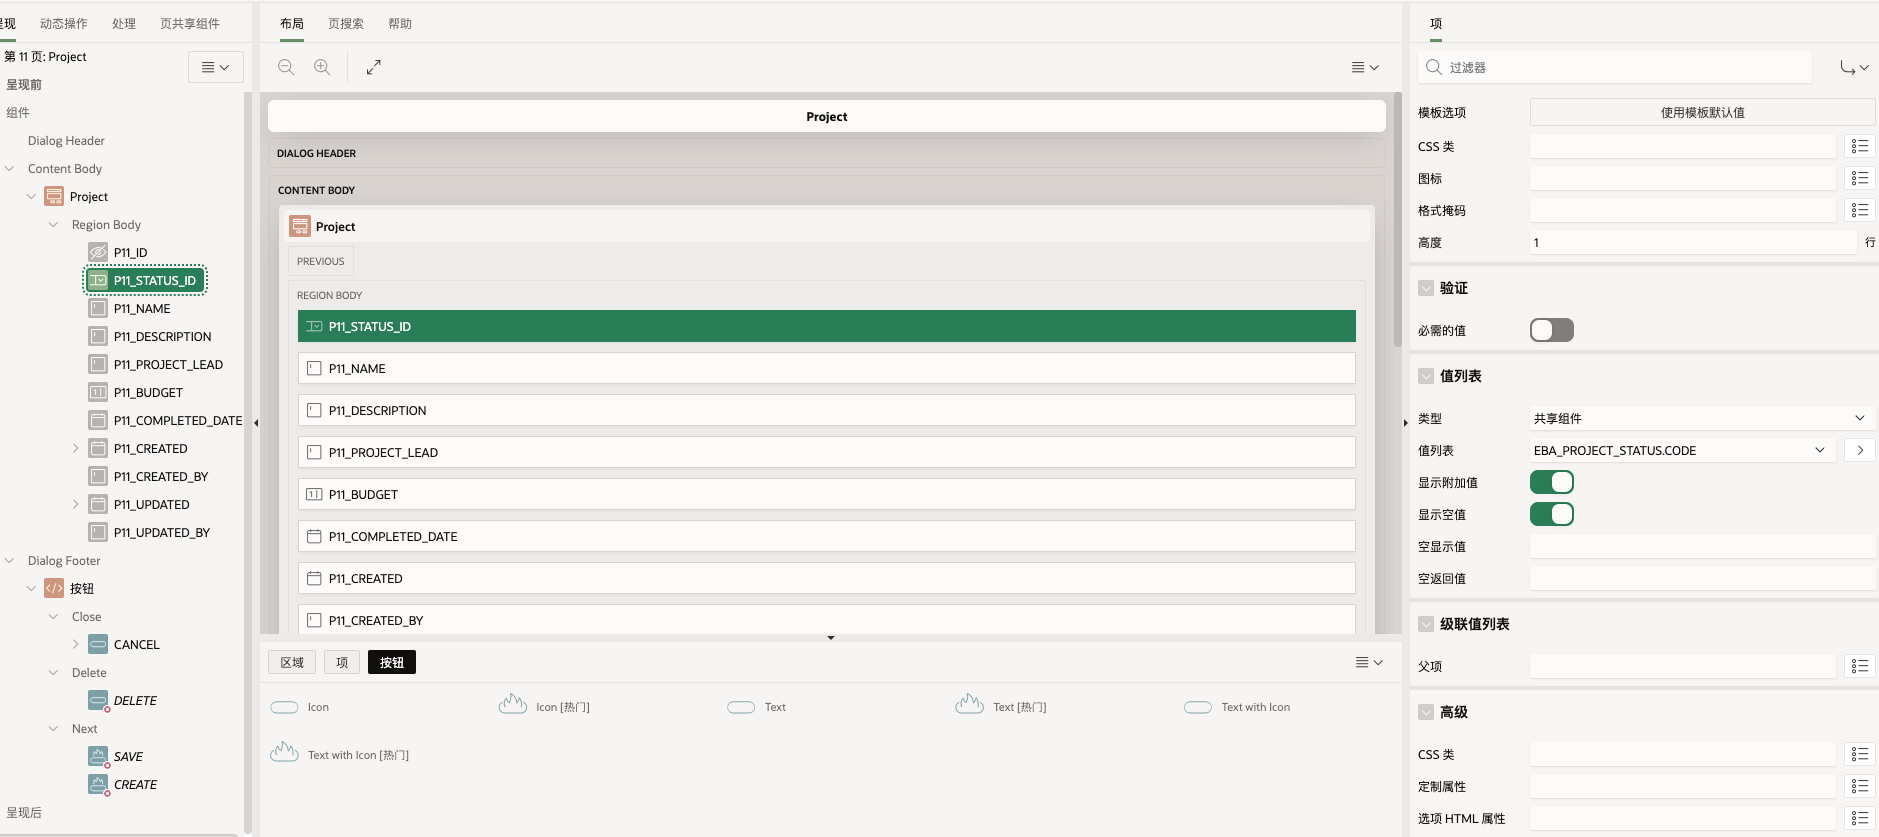 呈现
动态操作
处理
页共享组件
第 11 页: Project
呈现前
组件
Dialog Header
Content Body
Project
Region Body
P11_ID
P11_STATUS_ID
P11_NAME
P11_DESCRIPTION
P11_PROJECT_LEAD
P11_BUDGET
P11_COMPLETED_DATE
P11_CREATED
P11_CREATED_BY
P11_UPDATED
P11_UPDATED_BY
Dialog Footer
按钮
Close
CANCEL
Delete
DELETE
Next
SAVE
CREATE
呈现后
布局
页搜索
帮助
Project
DIALOG HEADER
CONTENT BODY
Project
PREVIOUS
REGION BODY
P11_STATUS_ID
P11_NAME
P11_DESCRIPTION
P11_PROJECT_LEAD
P11_BUDGET
P11_COMPLETED_DATE
P11_CREATED
P11_CREATED_BY
区域
项
按钮
Icon
Icon [热门]
Text
Text [热门]
Text with Icon
Text with Icon [热门]
项
过滤器
模板选项
使用模板默认值
CSS 类
图标
格式掩码
高度
1
行
验证
必需的值
值列表
类型
共享组件
值列表
EBA_PROJECT_STATUS.CODE
显示附加值
显示空值
空显示值
空返回值
级联值列表
父项
高级
CSS 类
定制属性
选项 HTML 属性